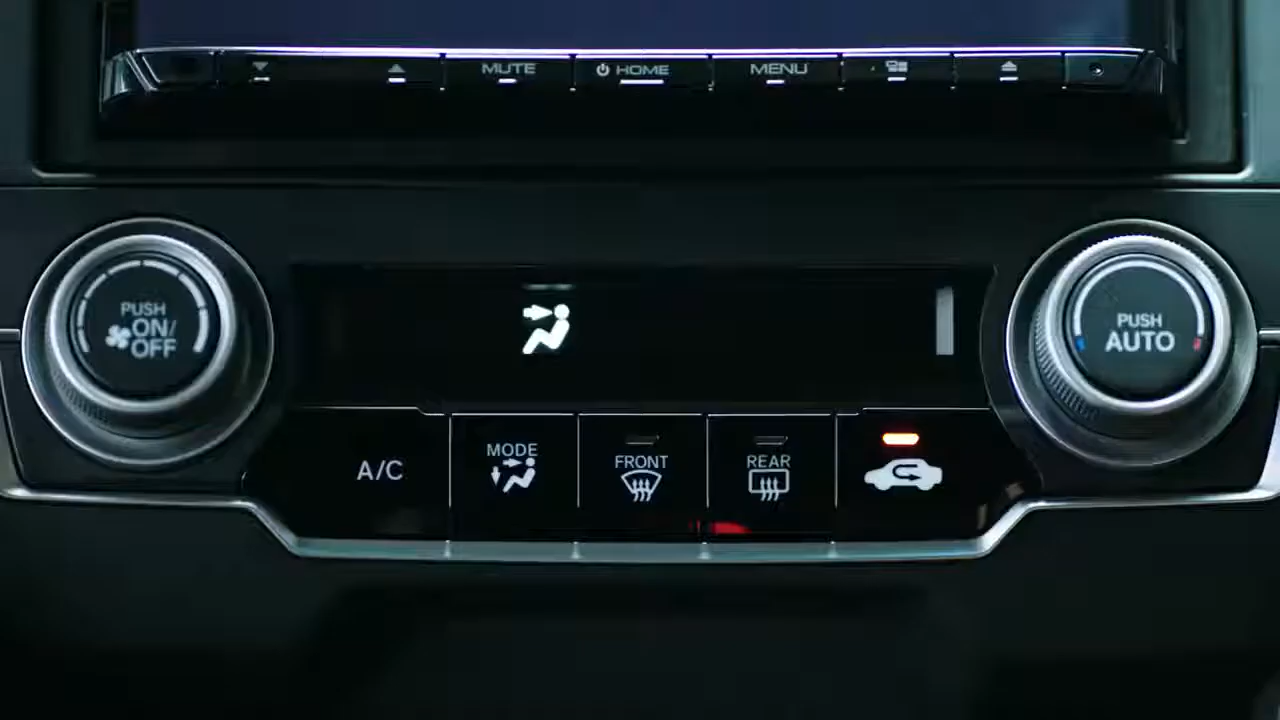 MUTE
HOME
MENU
PUSH
ON/
OFF
PUSH
AUTO
A/C
MODE
FRONT
REAR